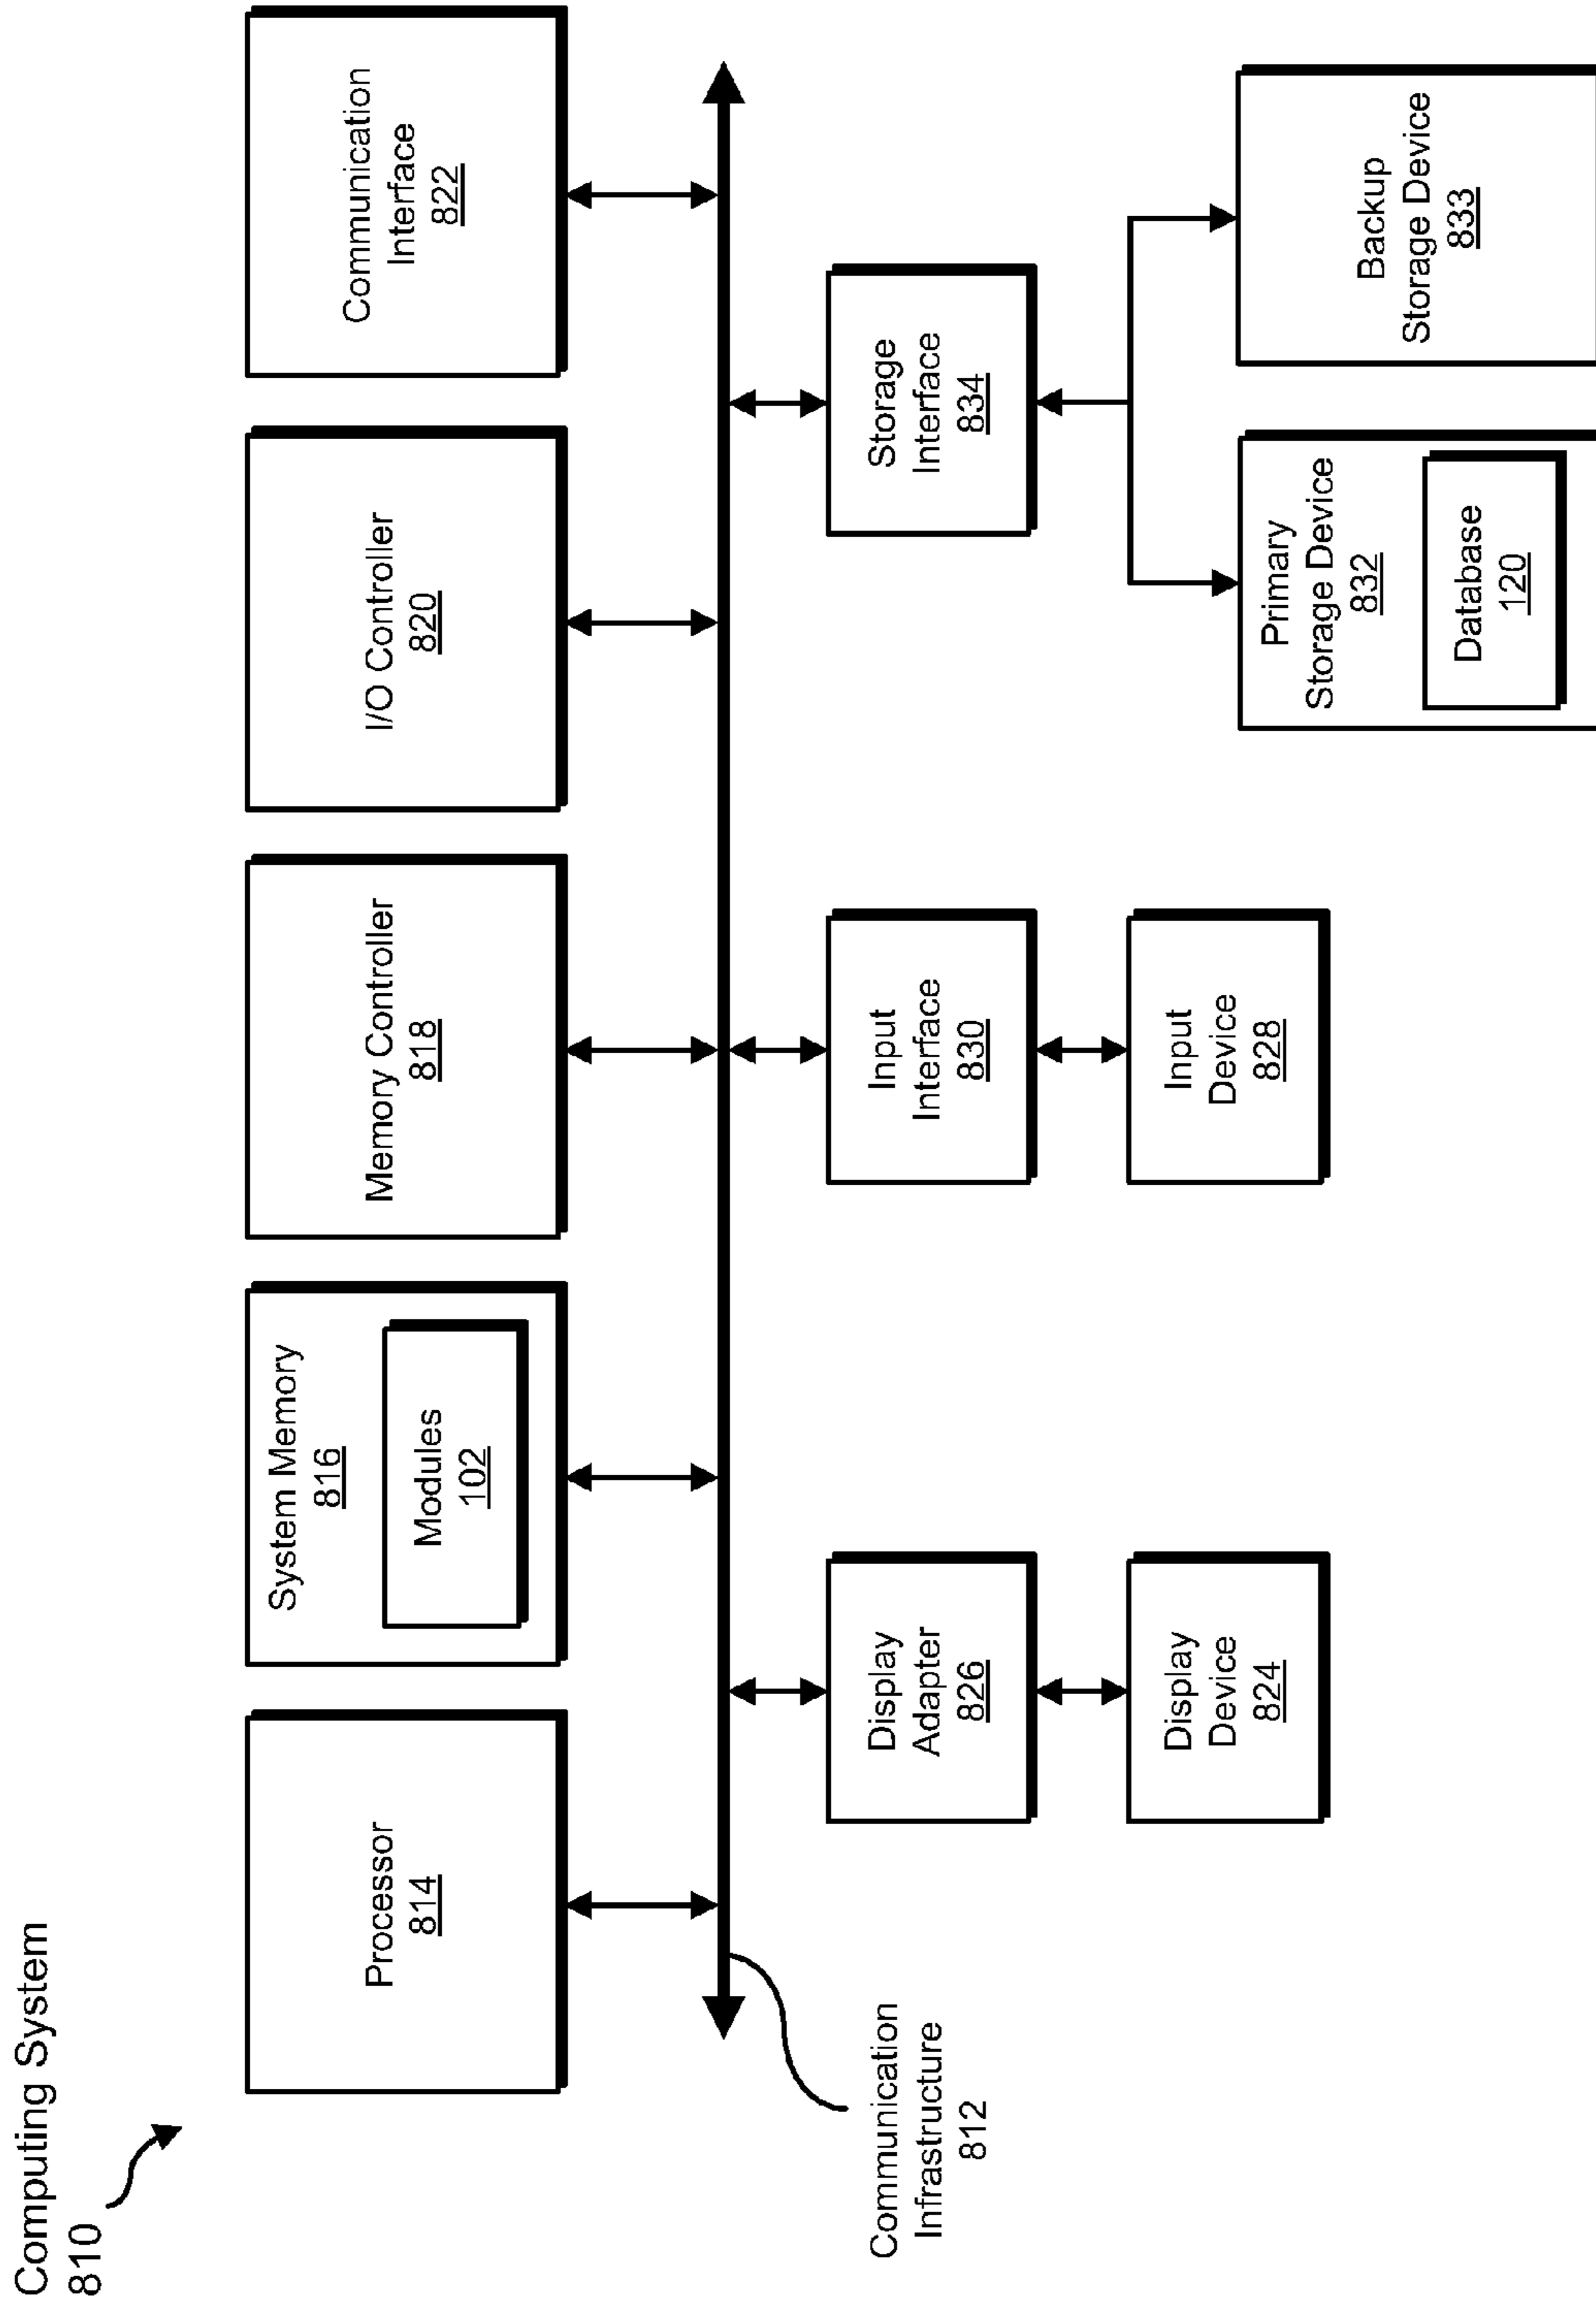 Computing System
810
Processor
814
System Memory
816
Modules
102
Memory Controller
818
I/O Controller
820
Communication
Interface
822
Communication
Infrastructure
812
Display
Adapter
826
Input
Interface
830
Storage
Interface
834
Display
Device
824
Input
Device
828
Primary
Storage Device
832
Database
120
Backup
Storage Device
833